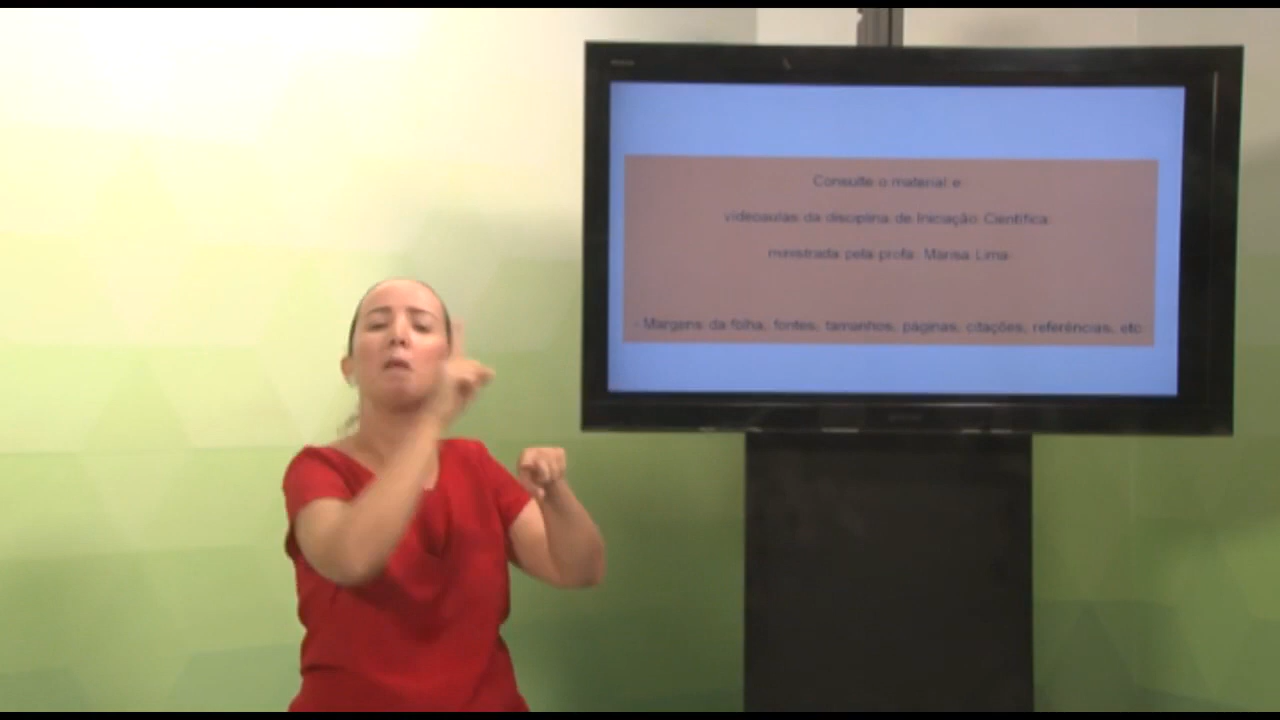 Consulte o material e
videoaulas da disciplina de Iniciação Científica
ministrada pela profa. Marisa Lima-
- Margens da folha, fontes, tamanhos, páginas, citações, referências, etc